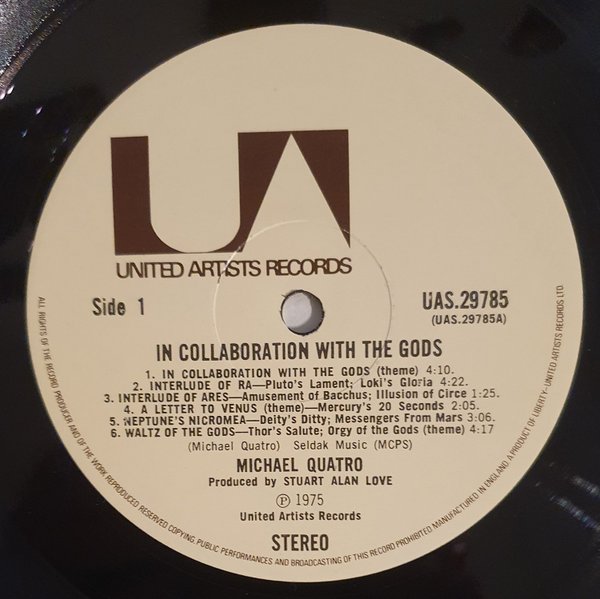 UA
UNITED ARTISTS RECORDS
Side 1
UAS.29785
(UAS.29785A)
IN COLLABORATION WITH THE GODS
1. IN COLLABORATION WITH THE GODS (theme) 4:10.
2. INTERLUDE OF RA—Pluto's Lament; Loki's Gloria 4:22.
3. INTERLUDE OF ARES—Amusement of Bacchus; Illusion of Circe 1:25.
4. A LETTER TO VENUS (theme)—Mercury's 20 Seconds 2:05.
5. NEPTUNE'S NICROMEA—Deity's Ditty; Messengers From Mars 3:06.
6. WALTZ OF THE GODS—Thor's Salute; Orgy of the Gods (theme) 4:17
(Michael Quatro) Seldak Music (MCPS)
MICHAEL QUATRO
Produced by STUART ALAN LOVE
Ⓟ 1975
United Artists Records
STEREO
ALL RIGHTS OF THE RECORD PRODUCER AND OF THE WORK REPRODUCED RESERVED COPYING, PUBLIC PERFORMANCES AND BROADCASTING OF THIS RECORD PROHIBITED MANUFACTURED IN ENGLAND A PRODUCT OF LIBERTY-UNITED ARTISTS RECORDS LTD.